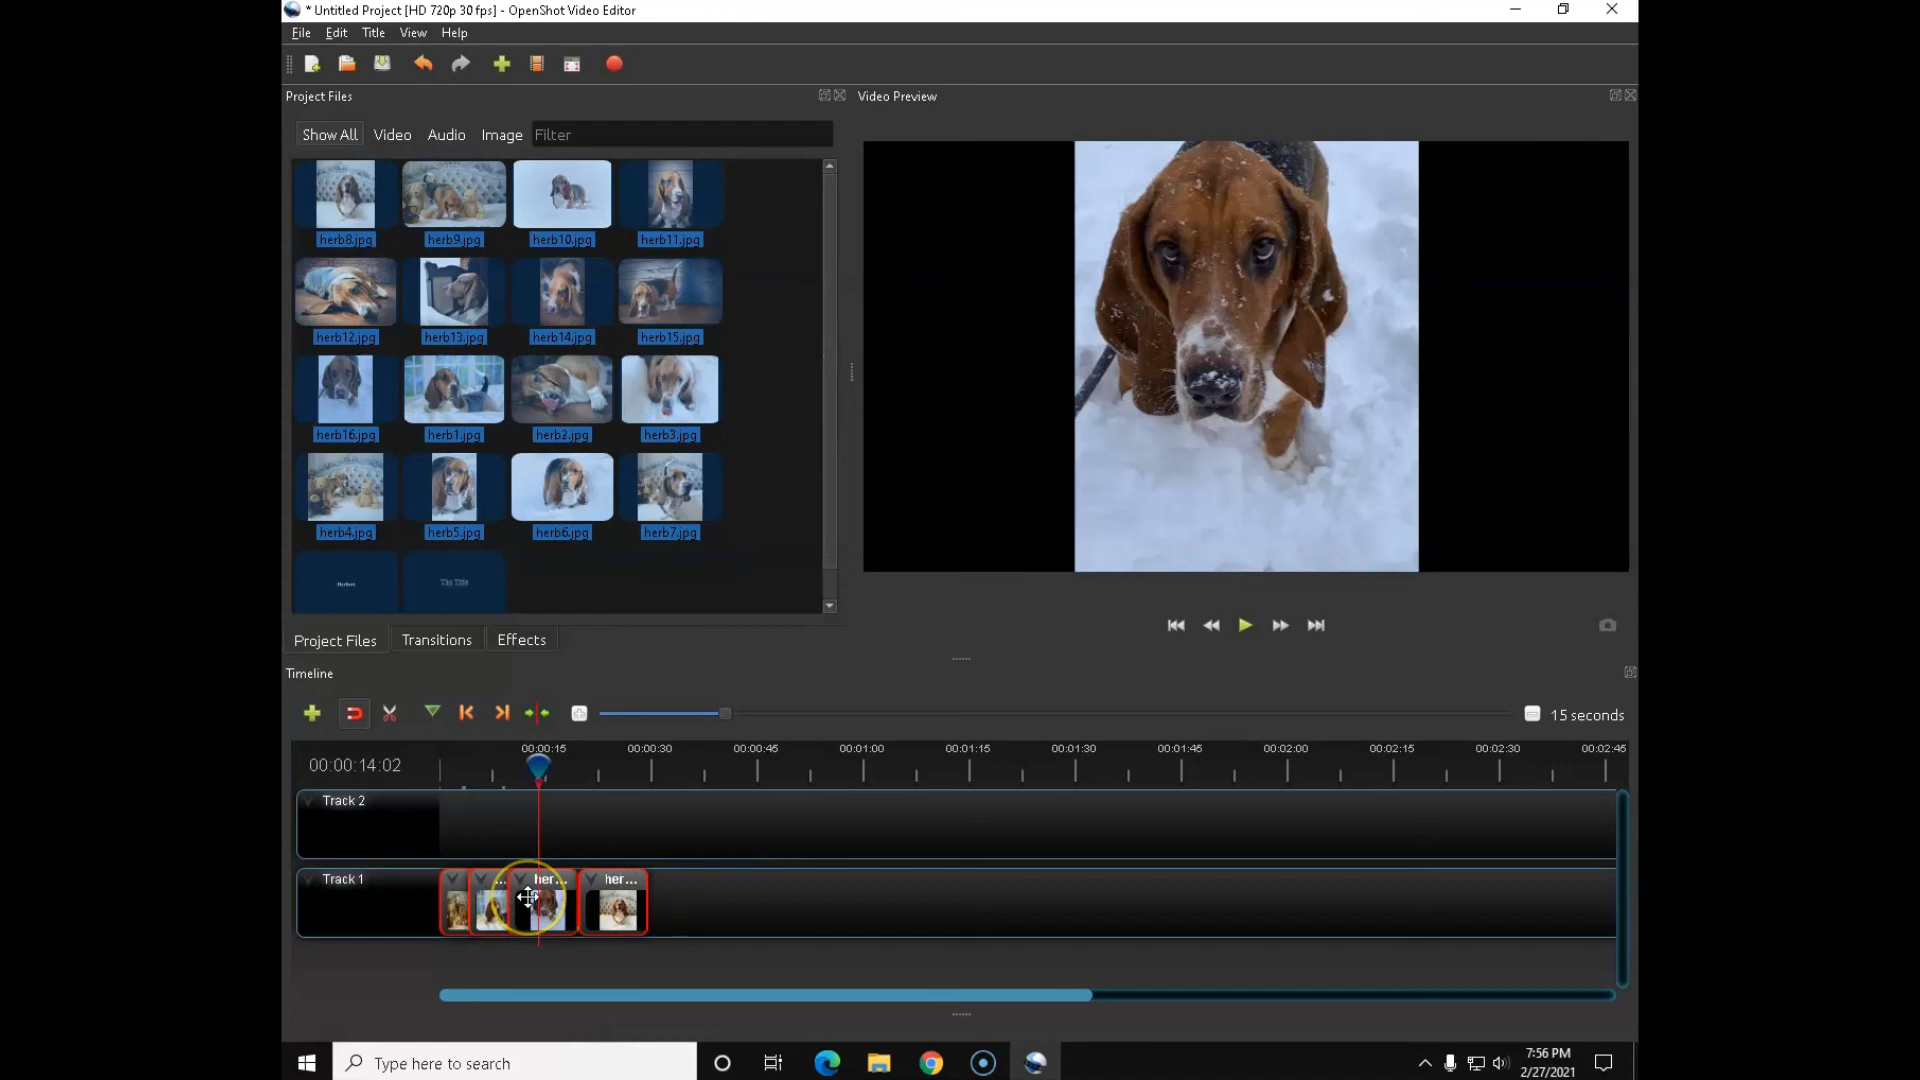 * Untitled Project [HD 720p 30 fps] - OpenShot Video Editor
File Edit Title View Help
Project Files
Video Preview
Show All Video Audio Image Filter
herb8.jpg herb9.jpg herb10.jpg herb11.jpg
herb12.jpg herb13.jpg herb14.jpg herb15.jpg
herb16.jpg herb1.jpg herb2.jpg herb3.jpg
herb4.jpg herb5.jpg herb6.jpg herb7.jpg
Herbert The Title
Project Files Transitions Effects
Timeline
15 seconds
00:00:14:02
00:00:15 00:00:30 00:00:45 00:01:00 00:01:15 00:01:30 00:01:45 00:02:00 00:02:15 00:02:30 00:02:45
Track 2
Track 1
... her... her...
Type here to search
7:56 PM
2/27/2021